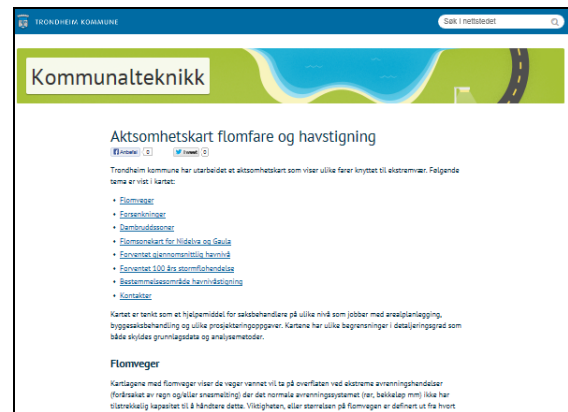 TRONDHEIM KOMMUNE
Søk i nettstedet
Kommunalteknikk
Aktsomhetskart flomfare og havstigning
Anbefal 0 Tweet 0
Trondheim kommune har utarbeidet et aktsomhetskart som viser ulike farer knyttet til ekstremvær. Følgende
tema er vist i kartet:
• Flomveger
• Forsenkninger
• Dambruddssoner
• Flomsonekart for Nidelva og Gaula
• Forventet gjennomsnittlig havnivå
• Forventet 100 års stormflohendelse
• Bestemmelsesområde havnivåstigning
• Kontakter
Kartet er tenkt som et hjelpemiddel for saksbehandlere på ulike nivå som jobber med arealplanlegging,
byggesaksbehandling og ulike prosjekteringoppgaver. Kartene har ulike begrensninger i detaljeringsgrad som
både skyldes grunnlagsdata og analysemetoder.
Flomveger
Kartlagene med flomveger viser de veger vannet vil ta på overflaten ved ekstreme avrenningshendelser
(forårsaket av regn og/eller snesmelting) der det normale avrenningssystemet (rør, bekkeløp mm) ikke har
tilstrekkelig kapasitet til å håndtere dette. Viktigheten, eller størrelsen på flomvegen er definert ut fra hvort